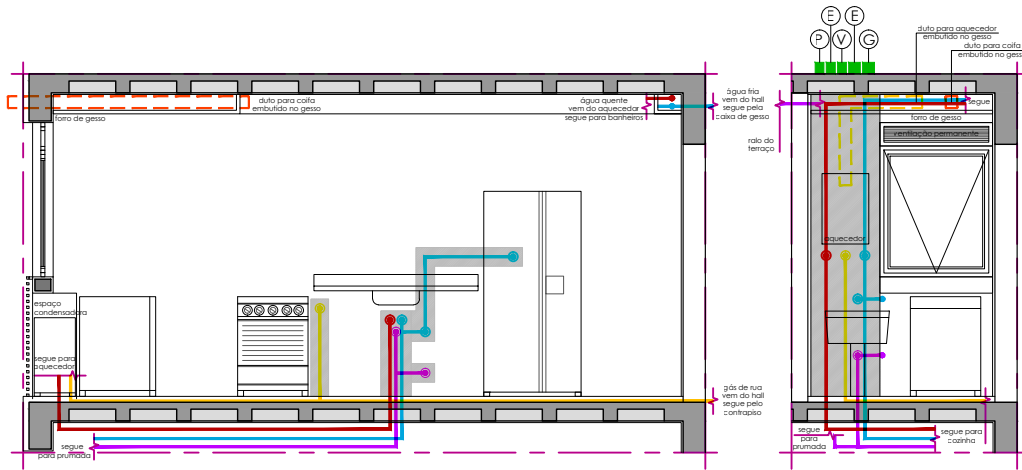 E E
P V G
duto para aquecedor
embutido no gesso
duto para coifa
embutido no gesso
duto para coifa
embutido no gesso
forro de gesso
água quente
vem do aquecedor
segue para banheiros
água fria
vem do hall
segue pela
caixa de gesso
segue
forro de gesso
ventilação permanente
ralo do
terraço
aquecedor
espaço
condensadora
segue para
aquecedor
gás de rua
vem do hall
segue pelo
contrapiso
segue
para prumada
segue
para
prumada
segue para
cozinha